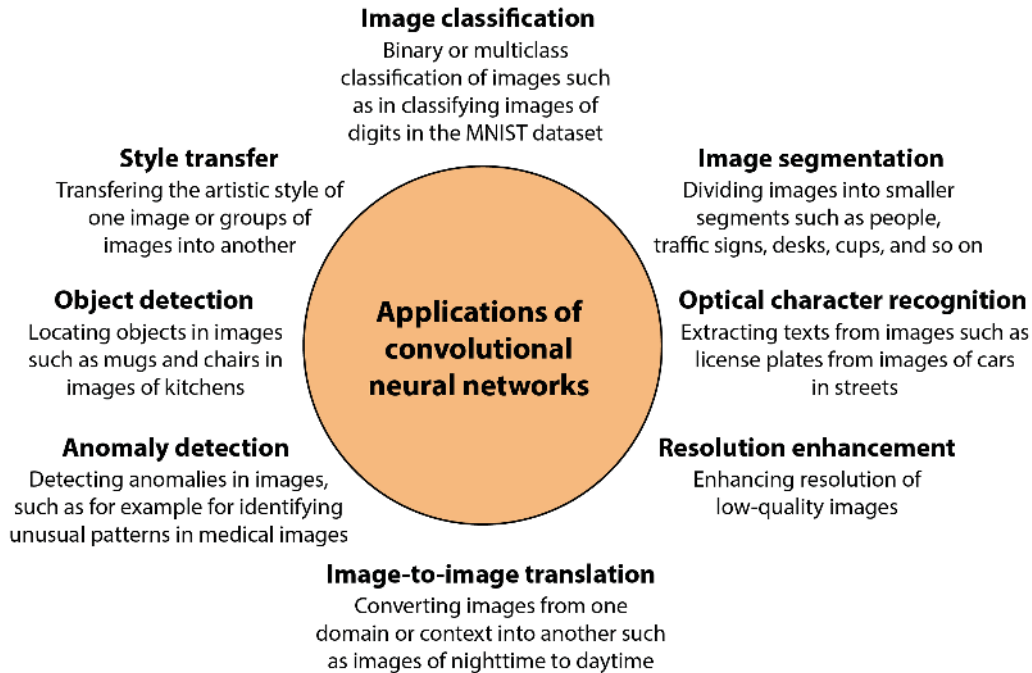 Image classification
Binary or multiclass
classification of images such
as in classifying images of
digits in the MNIST dataset
Style transfer
Transfering the artistic style of
one image or groups of
images into another
Image segmentation
Dividing images into smaller
segments such as people,
traffic signs, desks, cups, and so on
Object detection
Locating objects in images
such as mugs and chairs in
images of kitchens
Applications of
convolutional
neural networks
Optical character recognition
Extracting texts from images such as
license plates from images of cars
in streets
Anomaly detection
Detecting anomalies in images,
such as for example for identifying
unusual patterns in medical images
Resolution enhancement
Enhancing resolution of
low-quality images
Image-to-image translation
Converting images from one
domain or context into another such
as images of nighttime to daytime